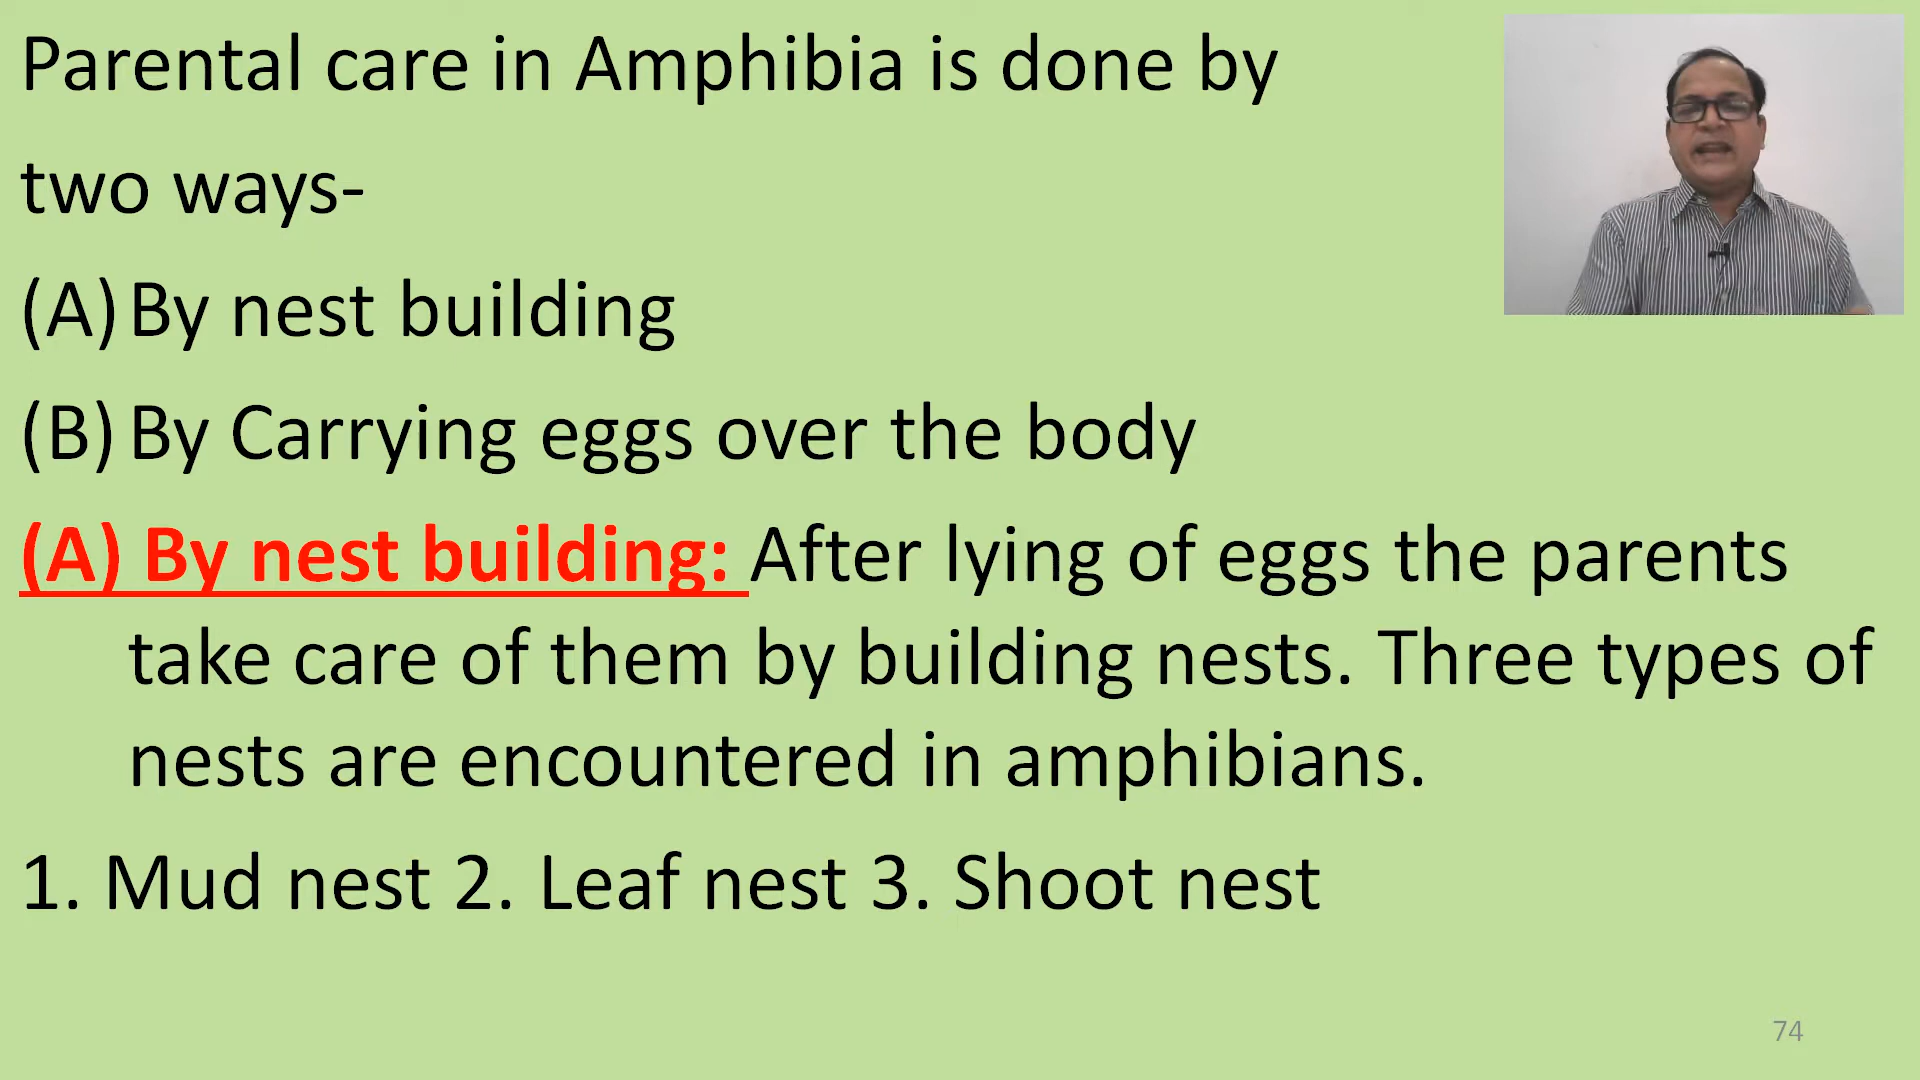 Parental care in Amphibia is done by
two ways-
(A) By nest building
(B) By Carrying eggs over the body
(A) By nest building: After lying of eggs the parents
take care of them by building nests. Three types of
nests are encountered in amphibians.
1. Mud nest 2. Leaf nest 3. Shoot nest
74